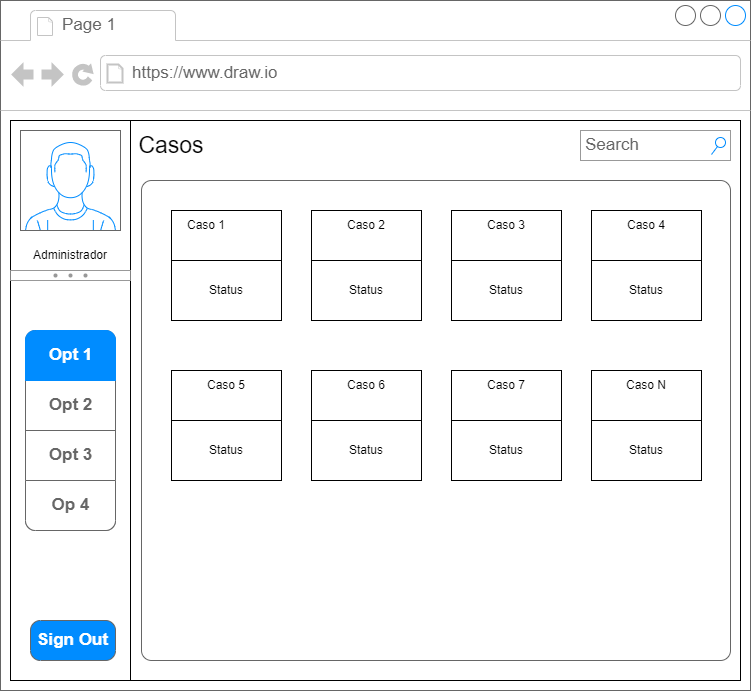 Page 1
https://www.draw.io
Administrador
Opt 1
Opt 2
Opt 3
Op 4
Sign Out
Casos
Search
Caso 1
Caso 2
Caso 3
Caso 4
Status
Status
Status
Status
Caso 5
Caso 6
Caso 7
Caso N
Status
Status
Status
Status